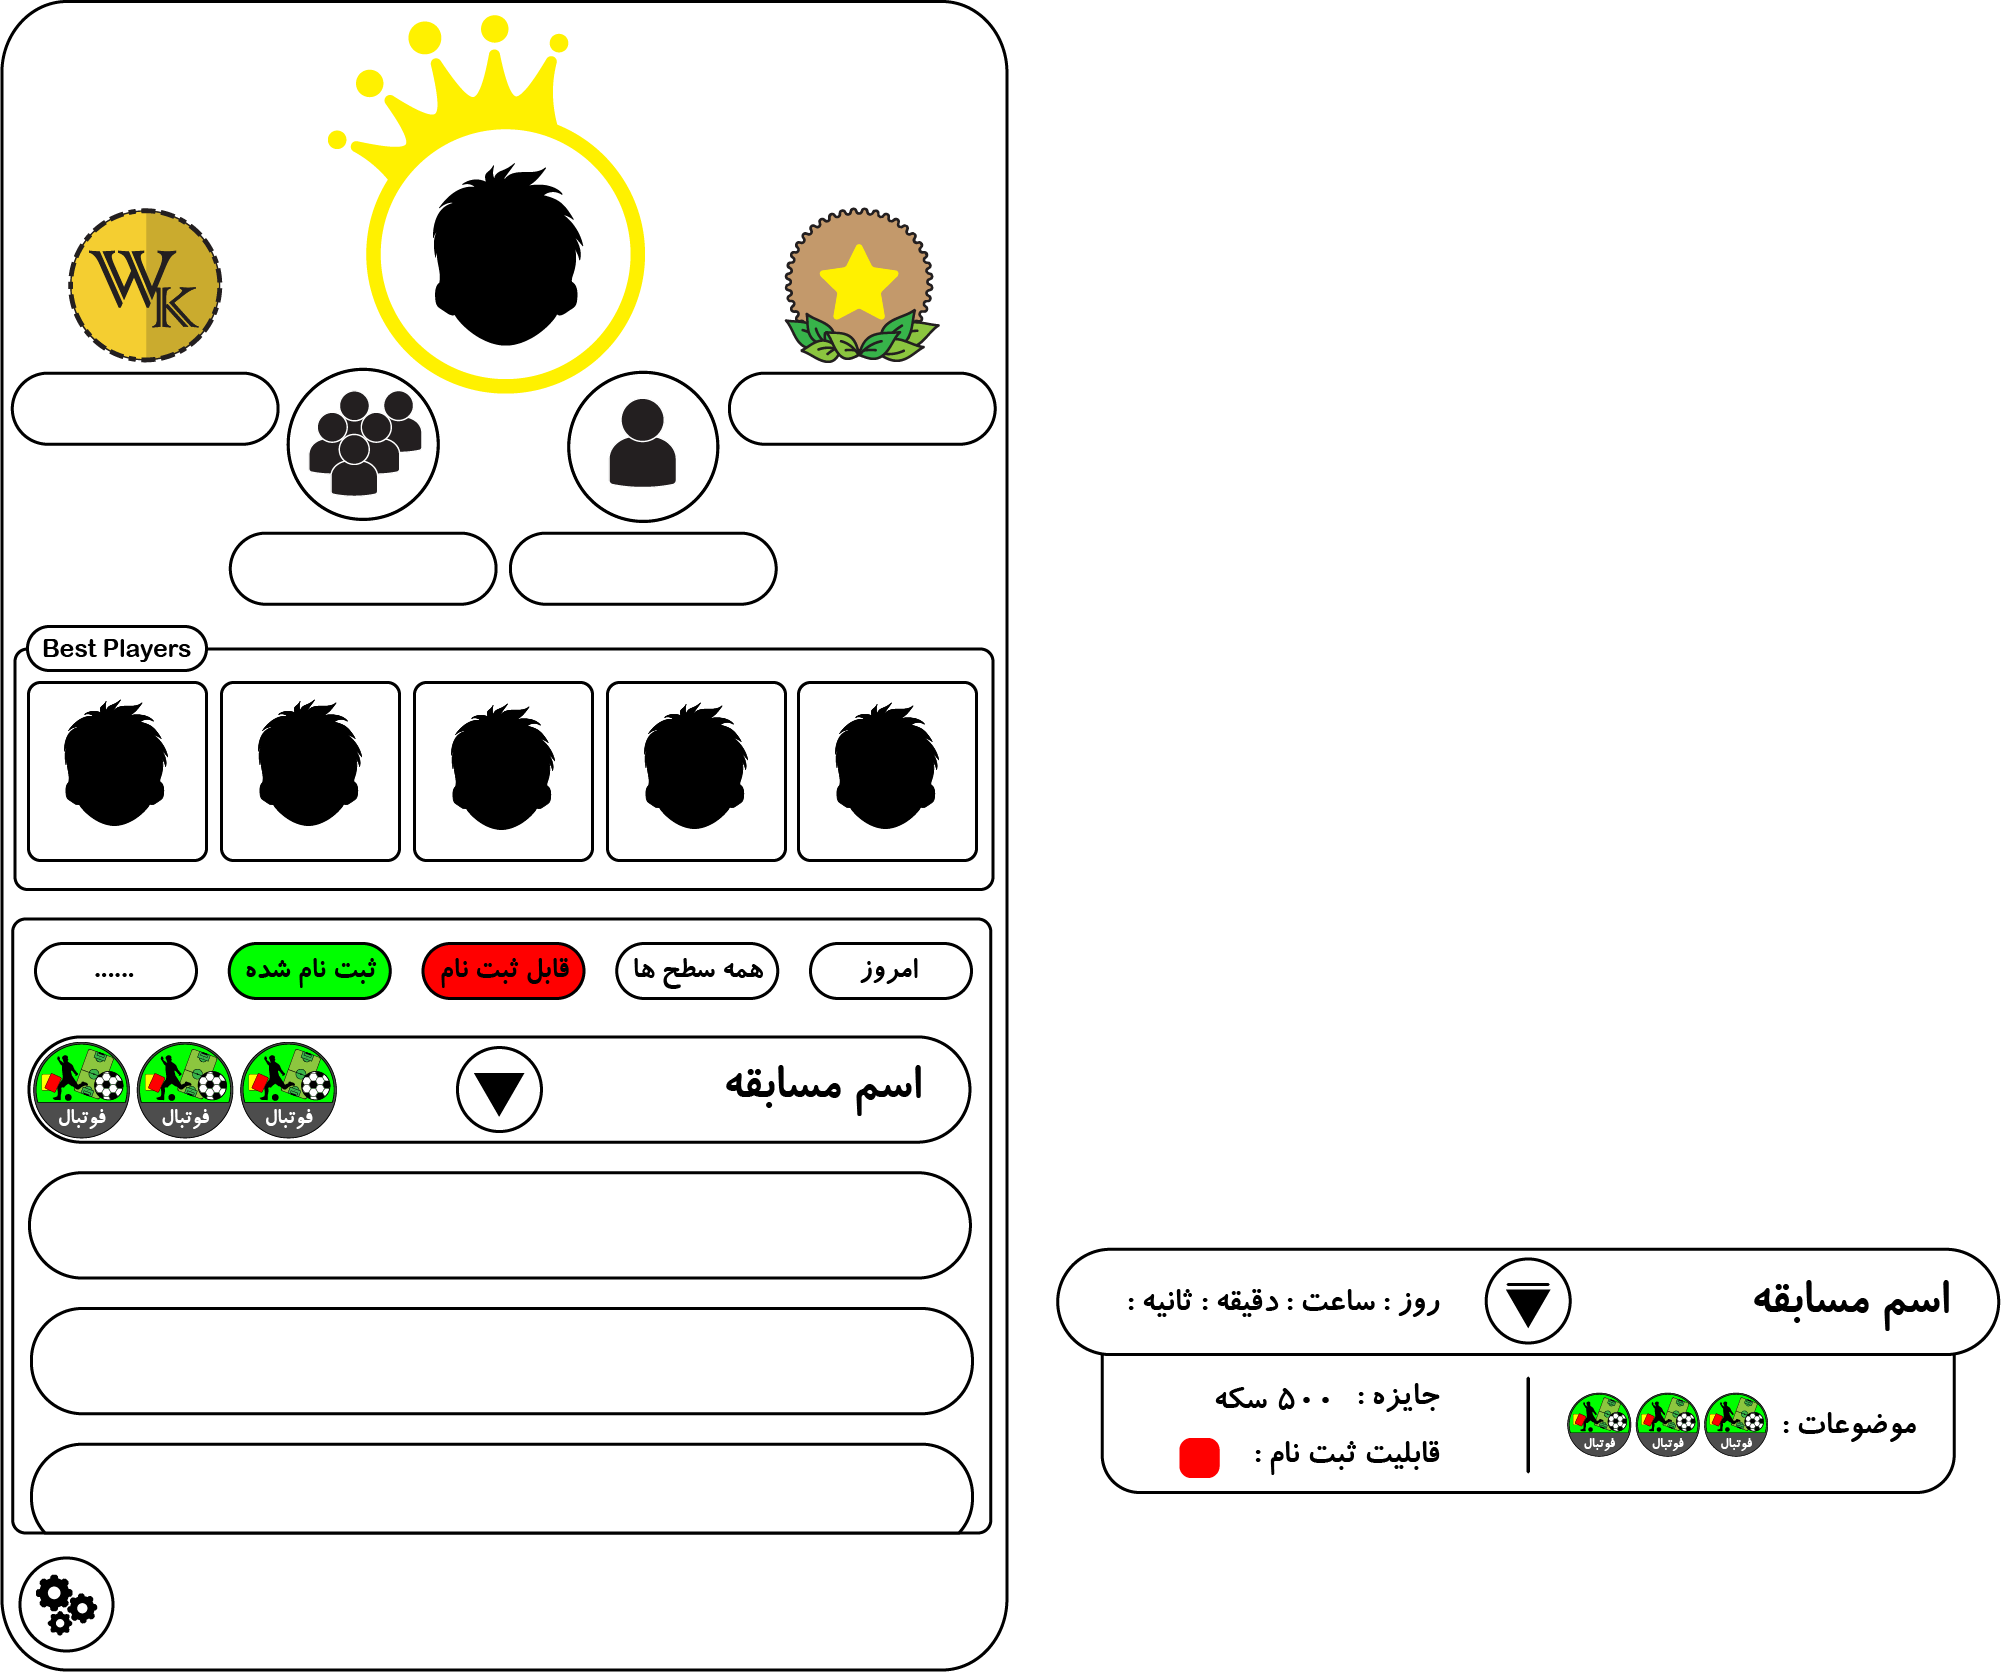 WK
Best Players
امروز
همه سطح ها
قابل ثبت نام
ثبت نام شده
......
اسم مسابقه
فوتبال
فوتبال
فوتبال
اسم مسابقه
روز : ساعت : دقیقه : ثانیه :
موضوعات :
فوتبال
فوتبال
فوتبال
جایزه : ۵۰۰ سکه
قابلیت ثبت نام :